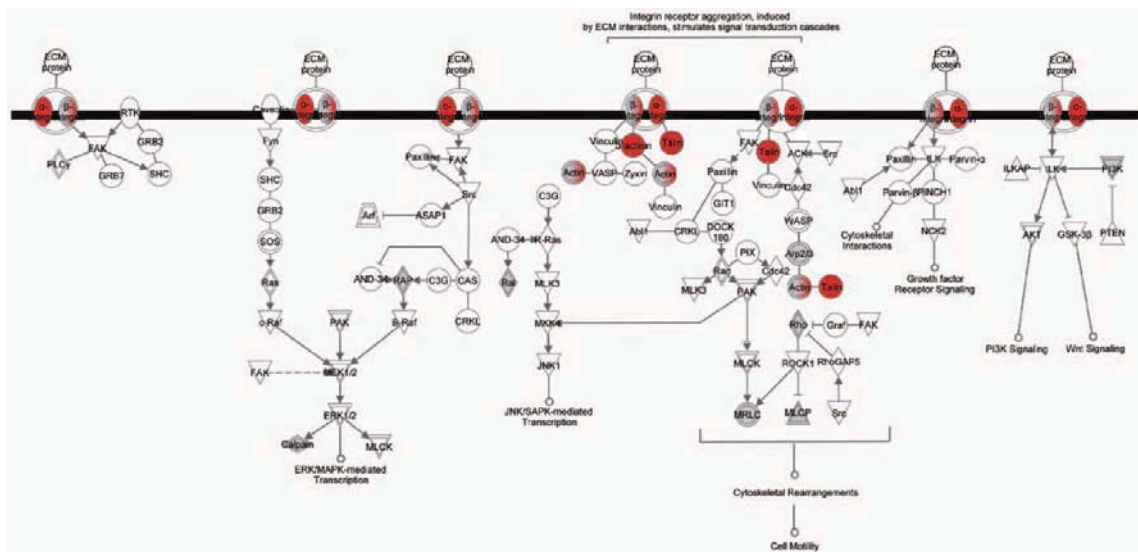 Integrin receptor aggregation, induced
by ECM interactions, stimulates signal transduction cascades
ECM
protein
ECM
protein
ECM
protein
ECM
protein
ECM
protein
ECM
protein
ECM
protein
α-
β-
RTK
FAK
GRB2
PLCγ
GRB7
SHC
Fyn
SHC
GRB2
SOS
Ras
c-Raf
PAK
FAK
MEK1/2
ERK1/2
Calpain
MLCK
ERK/MAPK-mediated
Transcription
α-
β-
α-
β-
Paxillin
FAK
Src
Arf
ASAP1
AND-34
RAP
C3G
CAS
B-Raf
CRKL
C3G
AND-34
R-Ras
Ral
MLK3
MKK4
JNK1
JNK/SAPK-mediated
Transcription
β-
α-
Vinculin
Talin
Actin
VASP
Zyxin
Actin
Vinculin
β-
α-
FAK
Talin
ACK
Src
Paxillin
Vinculin
Cdc42
GIT1
WASP
Abl1
CRKL
DOCK
180
PIX
Arp2/3
MLK3
Rac
Cdc42
PAK
Actin
Talin
Rho
Graf
FAK
MLCK
ROCK1
RhoGAP5
MRLC
MLCP
Src
Cytoskeletal Rearrangements
Cell Motility
β-
α-
Paxillin
ILK
Parvin-α
Abl1
Parvin-β
PINCH1
Cytoskeletal
Interactions
NCK2
Growth factor
Receptor Signaling
β-
α-
ILKAP
ILK
PI3K
AKT
GSK-3β
PTEN
PI3K Signaling
Wnt Signaling